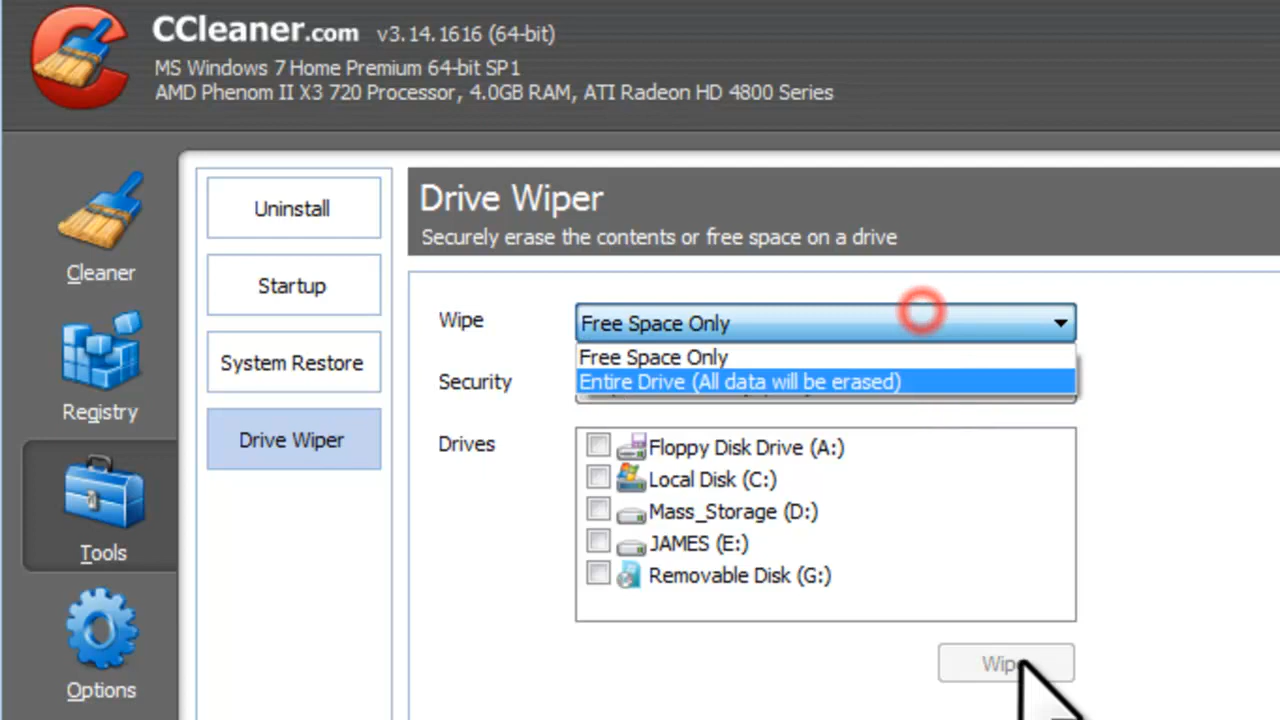 CCleaner.com v3.14.1616 (64-bit)
MS Windows 7 Home Premium 64-bit SP1
AMD Phenom II X3 720 Processor, 4.0GB RAM, ATI Radeon HD 4800 Series
Cleaner
Registry
Tools
Options
Uninstall
Startup
System Restore
Drive Wiper
Drive Wiper
Securely erase the contents or free space on a drive
Wipe
Free Space Only
Free Space Only
Entire Drive (All data will be erased)
Security
Drives
Floppy Disk Drive (A:)
Local Disk (C:)
Mass_Storage (D:)
JAMES (E:)
Removable Disk (G:)
Wipe